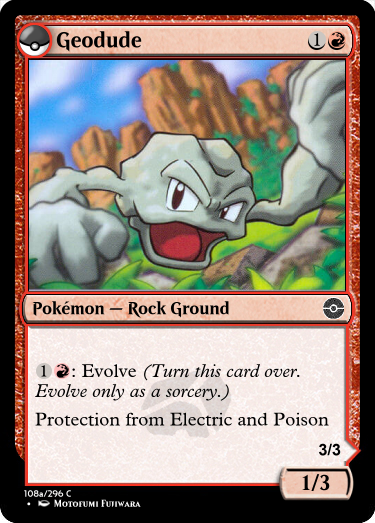 Geodude 1
Pokémon — Rock Ground
1 : Evolve (Turn this card over.
Evolve only as a sorcery.)
Protection from Electric and Poison
3/3
1/3
108a/296 C
• Motofumi Fujiwara